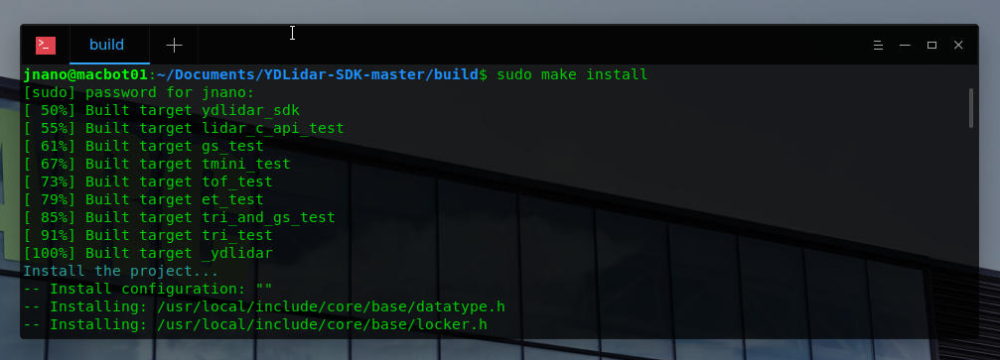 build
jnano@macbot01:~/Documents/YDLidar-SDK-master/build$ sudo make install
[sudo] password for jnano:
[ 50%] Built target ydlidar_sdk
[ 55%] Built target lidar_c_api_test
[ 61%] Built target gs_test
[ 67%] Built target tmini_test
[ 73%] Built target tof_test
[ 79%] Built target et_test
[ 85%] Built target tri_and_gs_test
[ 91%] Built target tri_test
[100%] Built target _ydlidar
Install the project...
-- Install configuration: ""
-- Installing: /usr/local/include/core/base/datatype.h
-- Installing: /usr/local/include/core/base/locker.h